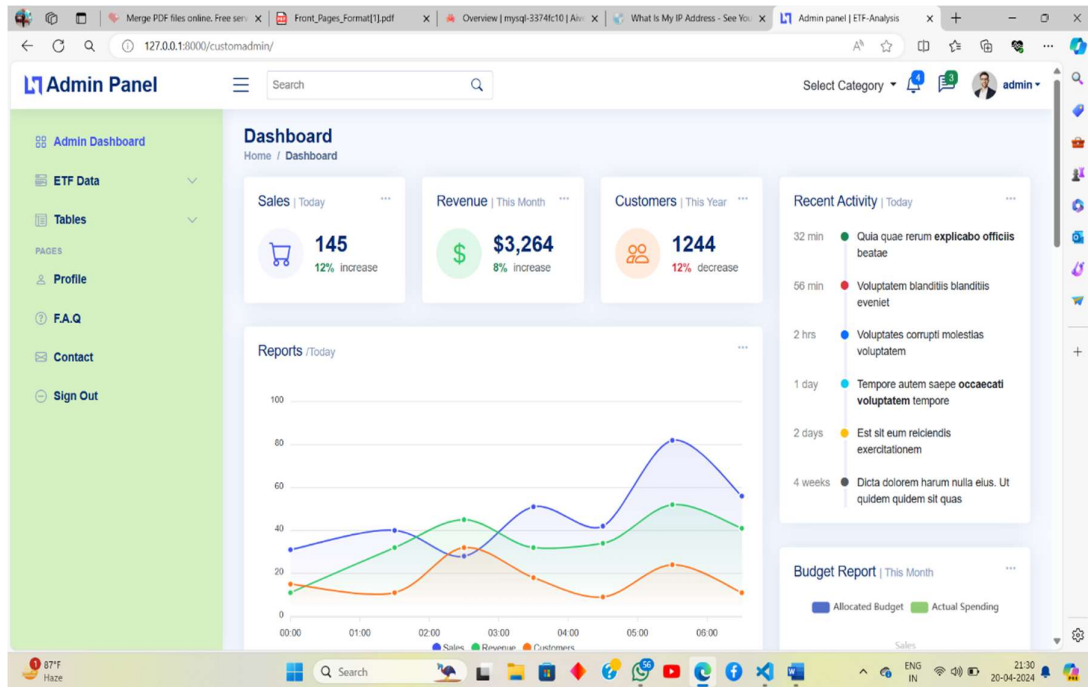 Merge PDF files online. Free serv
Front_Pages_Format[1].pdf
Overview | mysql-3374fc10 | Aive
What Is My IP Address - See You
Admin panel | ETF-Analysis
127.0.0.1:8000/customadmin/
Admin Panel
Search
Select Category
4
3
admin
Admin Dashboard
ETF Data
Tables
PAGES
Profile
F.A.Q
Contact
Sign Out
Dashboard
Home / Dashboard
Sales | Today
145
12% increase
Revenue | This Month
$3,264
8% increase
Customers | This Year
1244
12% decrease
Reports /Today
100
80
60
40
20
0
00:00 01:00 02:00 03:00 04:00 05:00 06:00
Sales Revenue Customers
Recent Activity | Today
32 min Quia quae rerum explicabo officiis
beatae
56 min Voluptatem blanditiis blanditiis
eveniet
2 hrs Voluptates corrupti molestias
voluptatem
1 day Tempore autem saepe occaecati
voluptatem tempore
2 days Est sit eum reiciendis
exercitationem
4 weeks Dicta dolorem harum nulla eius. Ut
quidem quidem sit quas
Budget Report | This Month
Allocated Budget Actual Spending
Sales
1
87°F
Haze
Search
56
ENG
IN
21:30
20-04-2024